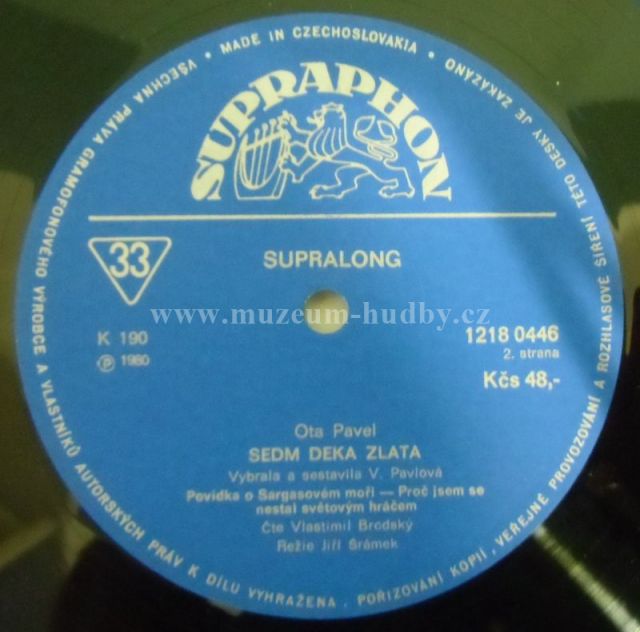 VŠECHNA PRÁVA GRAMOFONOVÉHO VÝROBCE A VLASTNÍKŮ AUTORSKÝCH PRÁV K DÍLU VYHRAŽENA. POŘIZOVÁNÍ KOPIÍ, VEŘEJNÉ PROVOZOVÁNÍ A ROZHLASOVÉ ŠÍŘENÍ TÉTO DESKY JE ZAKÁZÁNO • MADE IN CZECHOSLOVAKIA •
SUPRAPHON
33
SUPRALONG
www.muzeum-hudby.cz
K 190
1218 0446
Ⓟ 1980
2. strana
Kčs 48,-
Ota Pavel
SEDM DEKA ZLATA
Vybrala a sestavila V. Pavlová
Povídka o Sargasovém moři — Proč jsem se
nestal světovým hráčem
Čte Vlastimil Brodský
Režie Jiří Šrámek